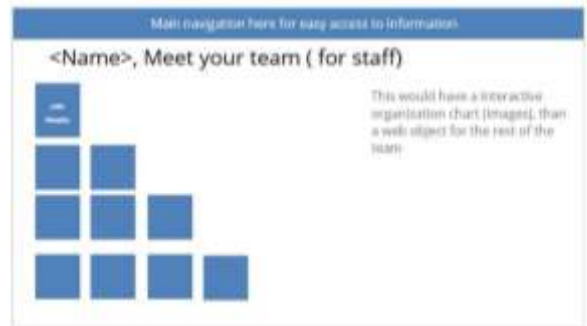 Main navigation here for easy access to information
<Name>, Meet your team ( for staff)
This would have a interactive
organisation chart (images), than
a web object for the rest of the
team